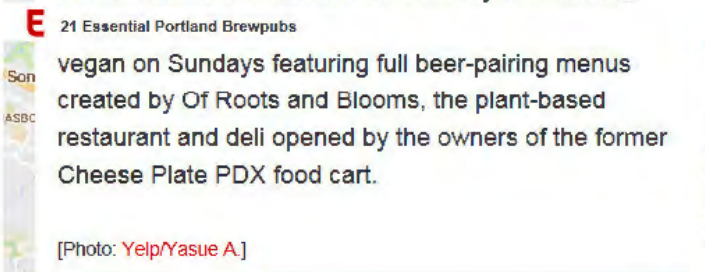 E 21 Essential Portland Brewpubs
vegan on Sundays featuring full beer-pairing menus
created by Of Roots and Blooms, the plant-based
restaurant and deli opened by the owners of the former
Cheese Plate PDX food cart.
[Photo: Yelp/Yasue A.]
Son
ASBC